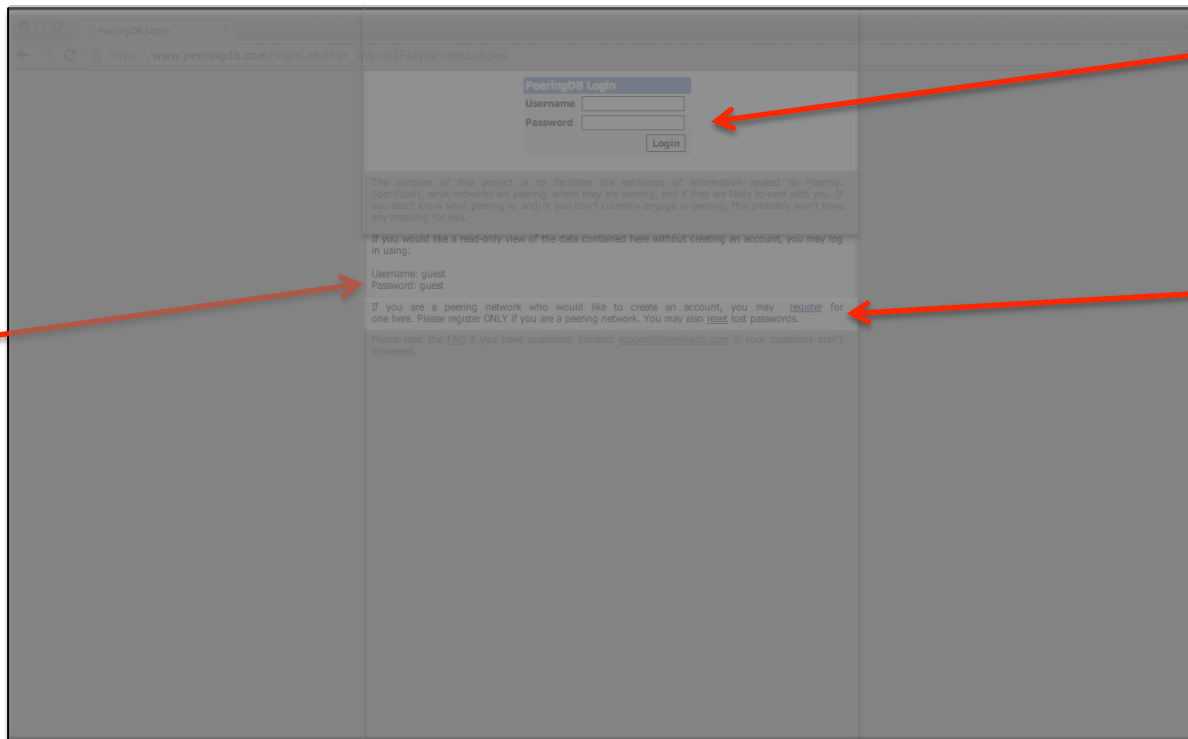 PeeringDB Login
https://www.peeringdb.com/login.php?ret_link=%2F&type=notLogged
PeeringDB Login
Username
Password
Login
The purpose of this project is to facilitate the exchange of information related to Peering.
Specifically, what networks are peering, where they are peering, and if they are likely to peer with you. If
you don't know what peering is, and/or you don't currently engage in peering, this probably won't have
any meaning for you.
If you would like a read-only view of the data contained here without creating an account, you may log
in using:
Username: guest
Password: guest
If you are a peering network who would like to create an account, you may register for
one here. Please register ONLY if you are a peering network. You may also reset lost passwords.
Please read the FAQ if you have questions. Contact support@peeringdb.com if your questions aren't
answered.